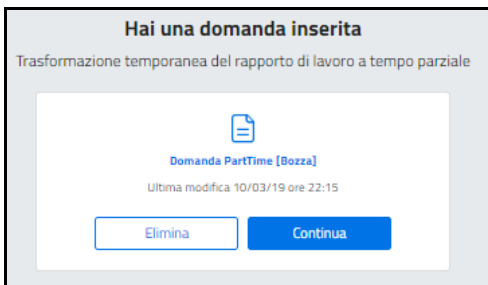 Hai una domanda inserita
Trasformazione temporanea del rapporto di lavoro a tempo parziale
Domanda PartTime [Bozza]
Ultima modifica 10/03/19 ore 22:15
Elimina
Continua